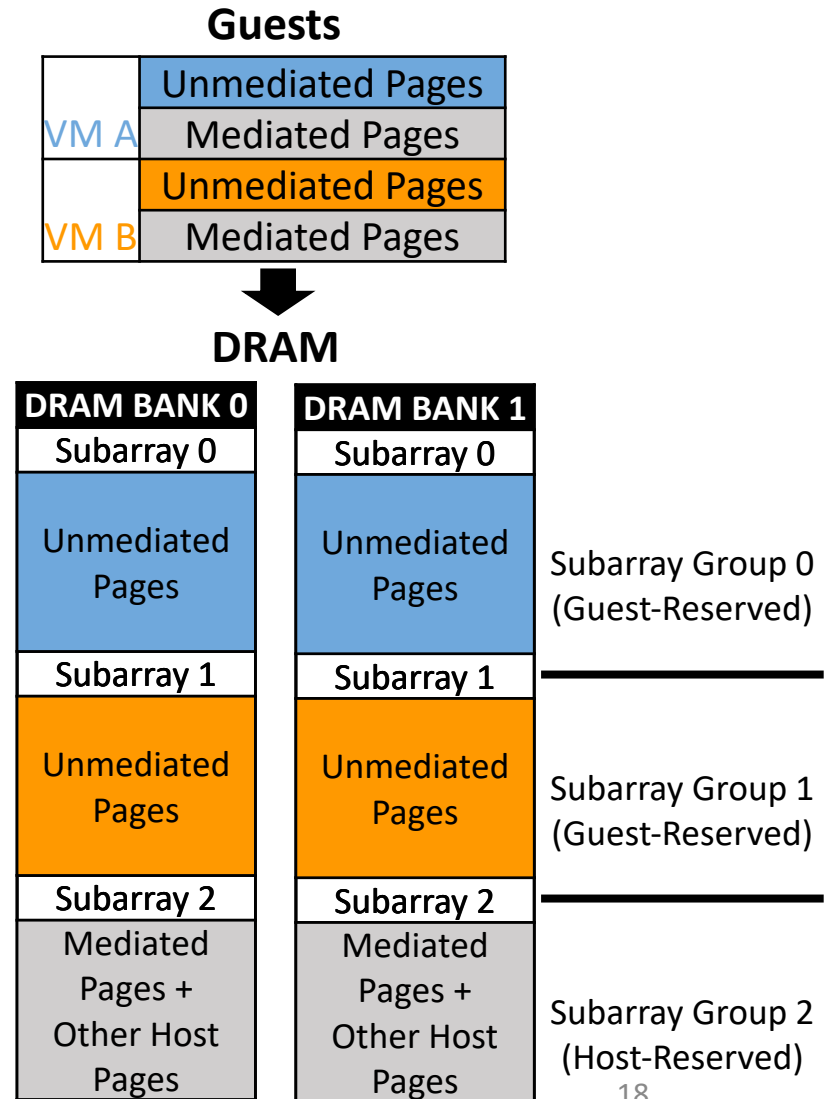 Guests
Unmediated Pages
VM A
Mediated Pages
Unmediated Pages
VM B
Mediated Pages
DRAM
DRAM BANK 0
DRAM BANK 1
Subarray 0
Subarray 0
Unmediated
Pages
Unmediated
Pages
Subarray Group 0
(Guest-Reserved)
Subarray 1
Subarray 1
Unmediated
Pages
Unmediated
Pages
Subarray Group 1
(Guest-Reserved)
Subarray 2
Subarray 2
Mediated
Pages +
Other Host
Pages
Mediated
Pages +
Other Host
Pages
Subarray Group 2
(Host-Reserved)
18